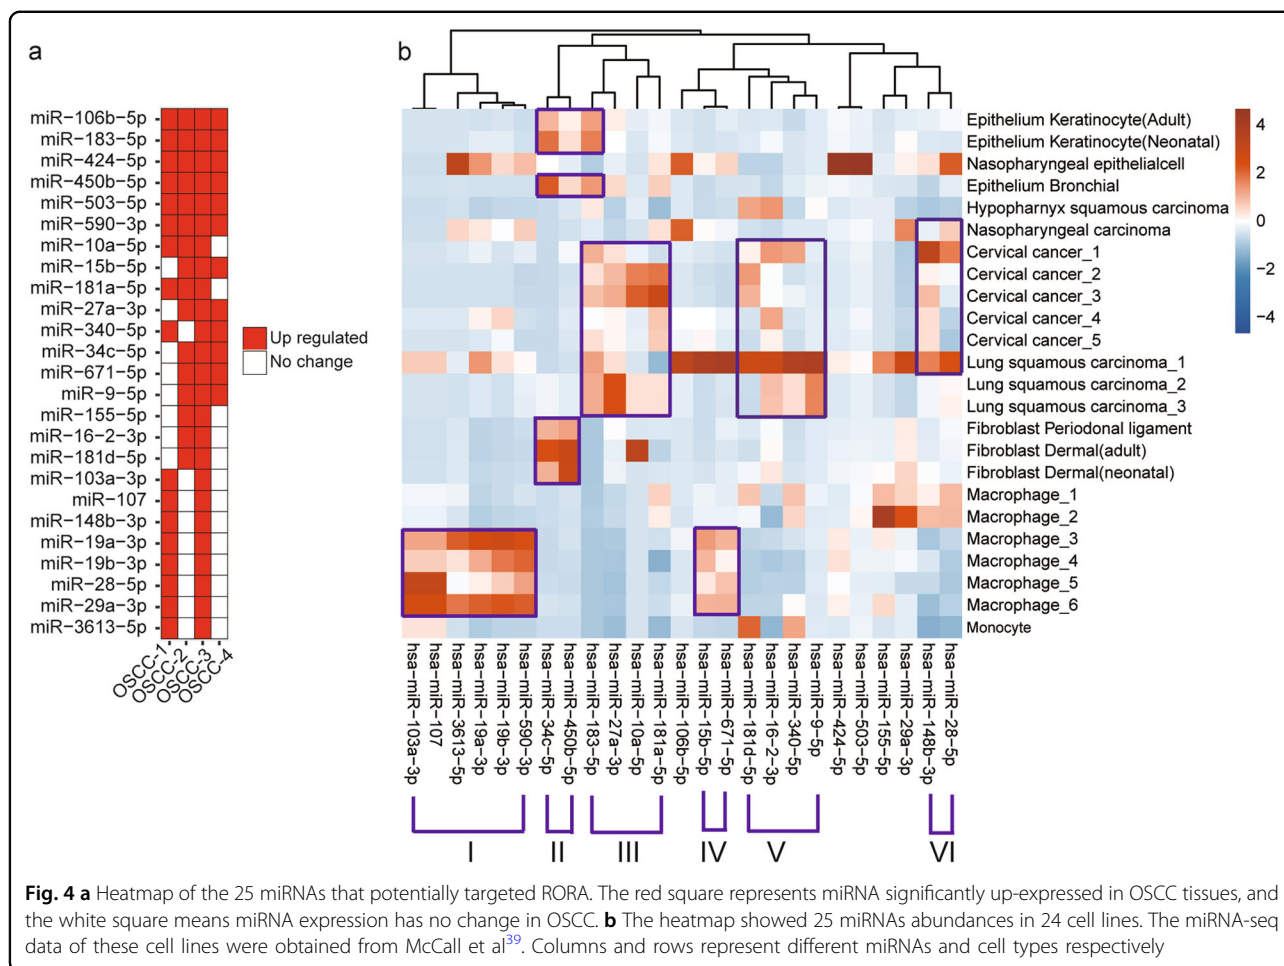 a
miR−106b−5p
miR−183−5p
miR−424−5p
miR−450b−5p
miR−503−5p
miR−590−3p
miR−10a−5p
miR−15b−5p
miR−181a−5p
miR−27a−3p
miR−340−5p
miR−34c−5p
miR−671−5p
miR−9−5p
miR−155−5p
miR−16−2−3p
miR−181d−5p
miR−103a−3p
miR−107
miR−148b−3p
miR−19a−3p
miR−19b−3p
miR−28−5p
miR−29a−3p
miR−3613−5p
OSCC−1
OSCC−2
OSCC−3
OSCC−4
Up regulated
No change
b
Epithelium Keratinocyte(Adult)
Epithelium Keratinocyte(Neonatal)
Nasopharyngeal epithelialcell
Epithelium Bronchial
Hypopharnyx squamous carcinoma
Nasopharyngeal carcinoma
Cervical cancer_1
Cervical cancer_2
Cervical cancer_3
Cervical cancer_4
Cervical cancer_5
Lung squamous carcinoma_1
Lung squamous carcinoma_2
Lung squamous carcinoma_3
Fibroblast Periodonal ligament
Fibroblast Dermal(adult)
Fibroblast Dermal(neonatal)
Macrophage_1
Macrophage_2
Macrophage_3
Macrophage_4
Macrophage_5
Macrophage_6
Monocyte
4
2
0
−2
−4
hsa−miR−103a−3p
hsa−miR−107
hsa−miR−3613−5p
hsa−miR−19a−3p
hsa−miR−19b−3p
hsa−miR−590−3p
hsa−miR−34c−5p
hsa−miR−450b−5p
hsa−miR−183−5p
hsa−miR−27a−3p
hsa−miR−10a−5p
hsa−miR−181a−5p
hsa−miR−106b−5p
hsa−miR−15b−5p
hsa−miR−671−5p
hsa−miR−181d−5p
hsa−miR−16−2−3p
hsa−miR−340−5p
hsa−miR−9−5p
hsa−miR−424−5p
hsa−miR−503−5p
hsa−miR−155−5p
hsa−miR−29a−3p
hsa−miR−148b−3p
hsa−miR−28−5p
I
II
III
IV
V
VI
Fig. 4 a Heatmap of the 25 miRNAs that potentially targeted RORA. The red square represents miRNA significantly up-expressed in OSCC tissues, and
the white square means miRNA expression has no change in OSCC. b The heatmap showed 25 miRNAs abundances in 24 cell lines. The miRNA-seq
data of these cell lines were obtained from McCall et al39. Columns and rows represent different miRNAs and cell types respectively